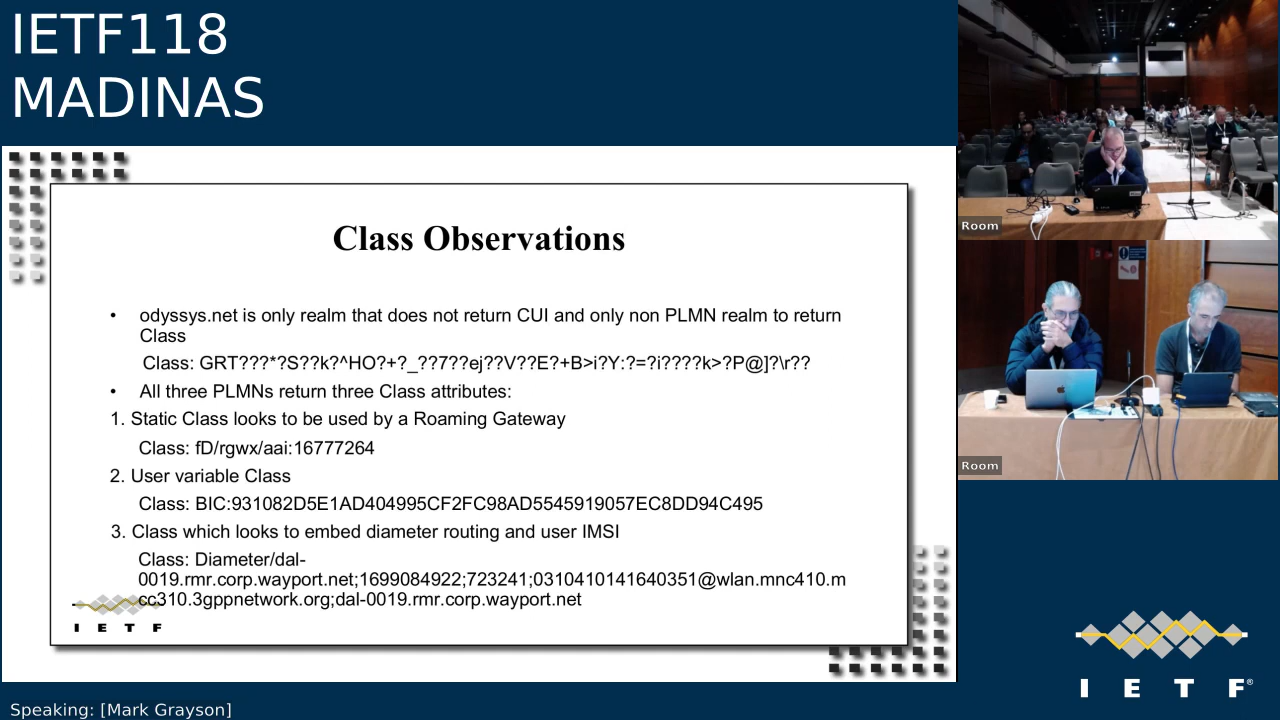 IETF118
MADINAS
Class Observations
• odyssys.net is only realm that does not return CUI and only non PLMN realm to return
Class
Class: GRT???*?S??k?^HO?+?_??7??ej??V??E?+B>i?Y:?=?i????k>?P@]?\r??
• All three PLMNs return three Class attributes:
1. Static Class looks to be used by a Roaming Gateway
Class: fD/rgwx/aai:16777264
2. User variable Class
Class: BIC:931082D5E1AD404995CF2FC98AD5545919057EC8DD94C495
3. Class which looks to embed diameter routing and user IMSI
Class: Diameter/dal-
0019.rmr.corp.wayport.net;1699084922;723241;0310410141640351@wlan.mnc410.m
cc310.3gppnetwork.org;dal-0019.rmr.corp.wayport.net
I E T F
Room
Room
I E T F®
Speaking: [Mark Grayson]